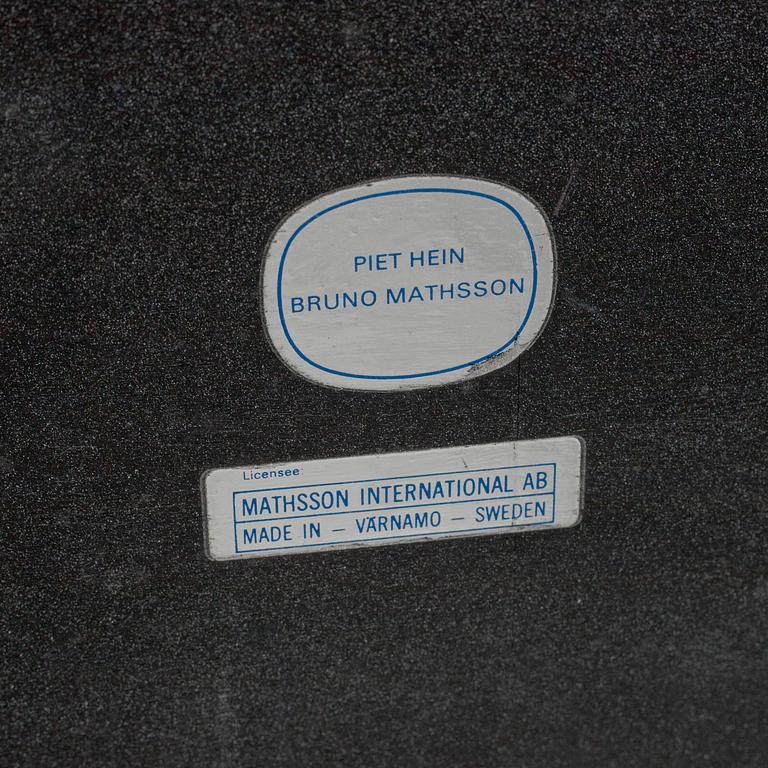 PIET HEIN
BRUNO MATHSSON
Licensee:
MATHSSON INTERNATIONAL AB
MADE IN – VÄRNAMO – SWEDEN